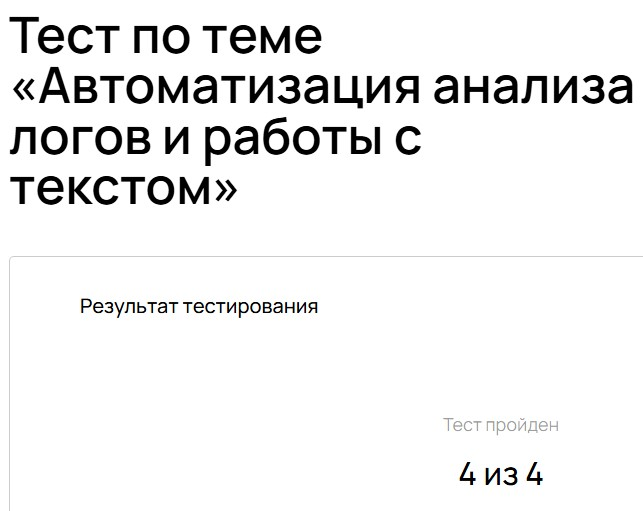 Тест по теме
«Автоматизация анализа
логов и работы с
текстом»
Результат тестирования
Тест пройден
4 из 4